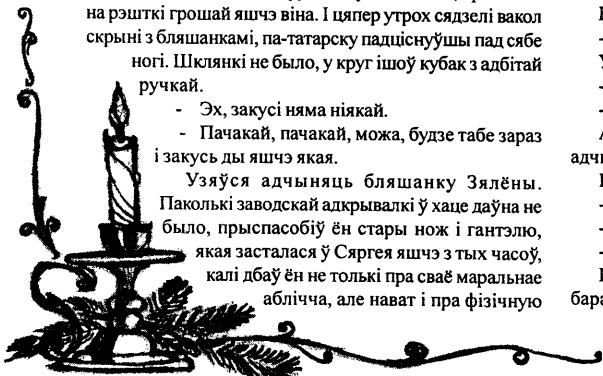 на рэшткі грошай яшчэ віна. І цяпер утрох сядзелі вакол
скрыні з бляшанкамі, па-татарску падціснуўшы пад сябе
ногі. Шклянкі не было, у круг ішоў кубак з адбітай
ручкай.
- Эх, закусі няма ніякай.
- Пачакай, пачакай, можа, будзе табе зараз
і закусь ды яшчэ якая.
Узяўся адчыняць бляшанку Зялёны.
Паколькі заводскай адкрывалкі ў хаце даўна не
было, прыспасобіў ён стары нож і гантэлю,
якая засталася ў Сяргея яшчэ з тых часоў,
калі дбаў ён не толькі пра сваё маральнае
аблічча, але нават і пра фізічную